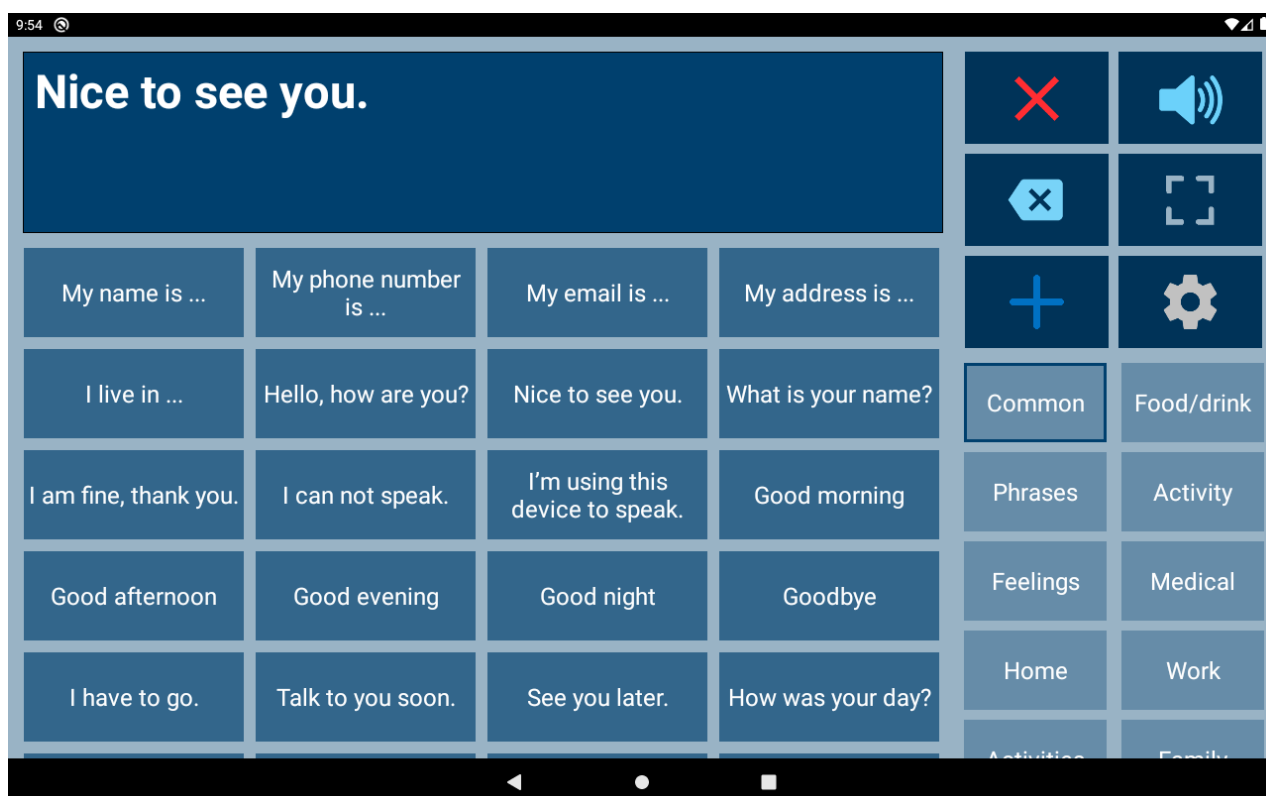 9:54
Nice to see you.
My name is ...
My phone number
is ...
My email is ...
My address is ...
I live in ...
Hello, how are you?
Nice to see you.
What is your name?
I am fine, thank you.
I can not speak.
I’m using this
device to speak.
Good morning
Good afternoon
Good evening
Good night
Goodbye
I have to go.
Talk to you soon.
See you later.
How was your day?
Common
Food/drink
Phrases
Activity
Feelings
Medical
Home
Work
Activities
Family